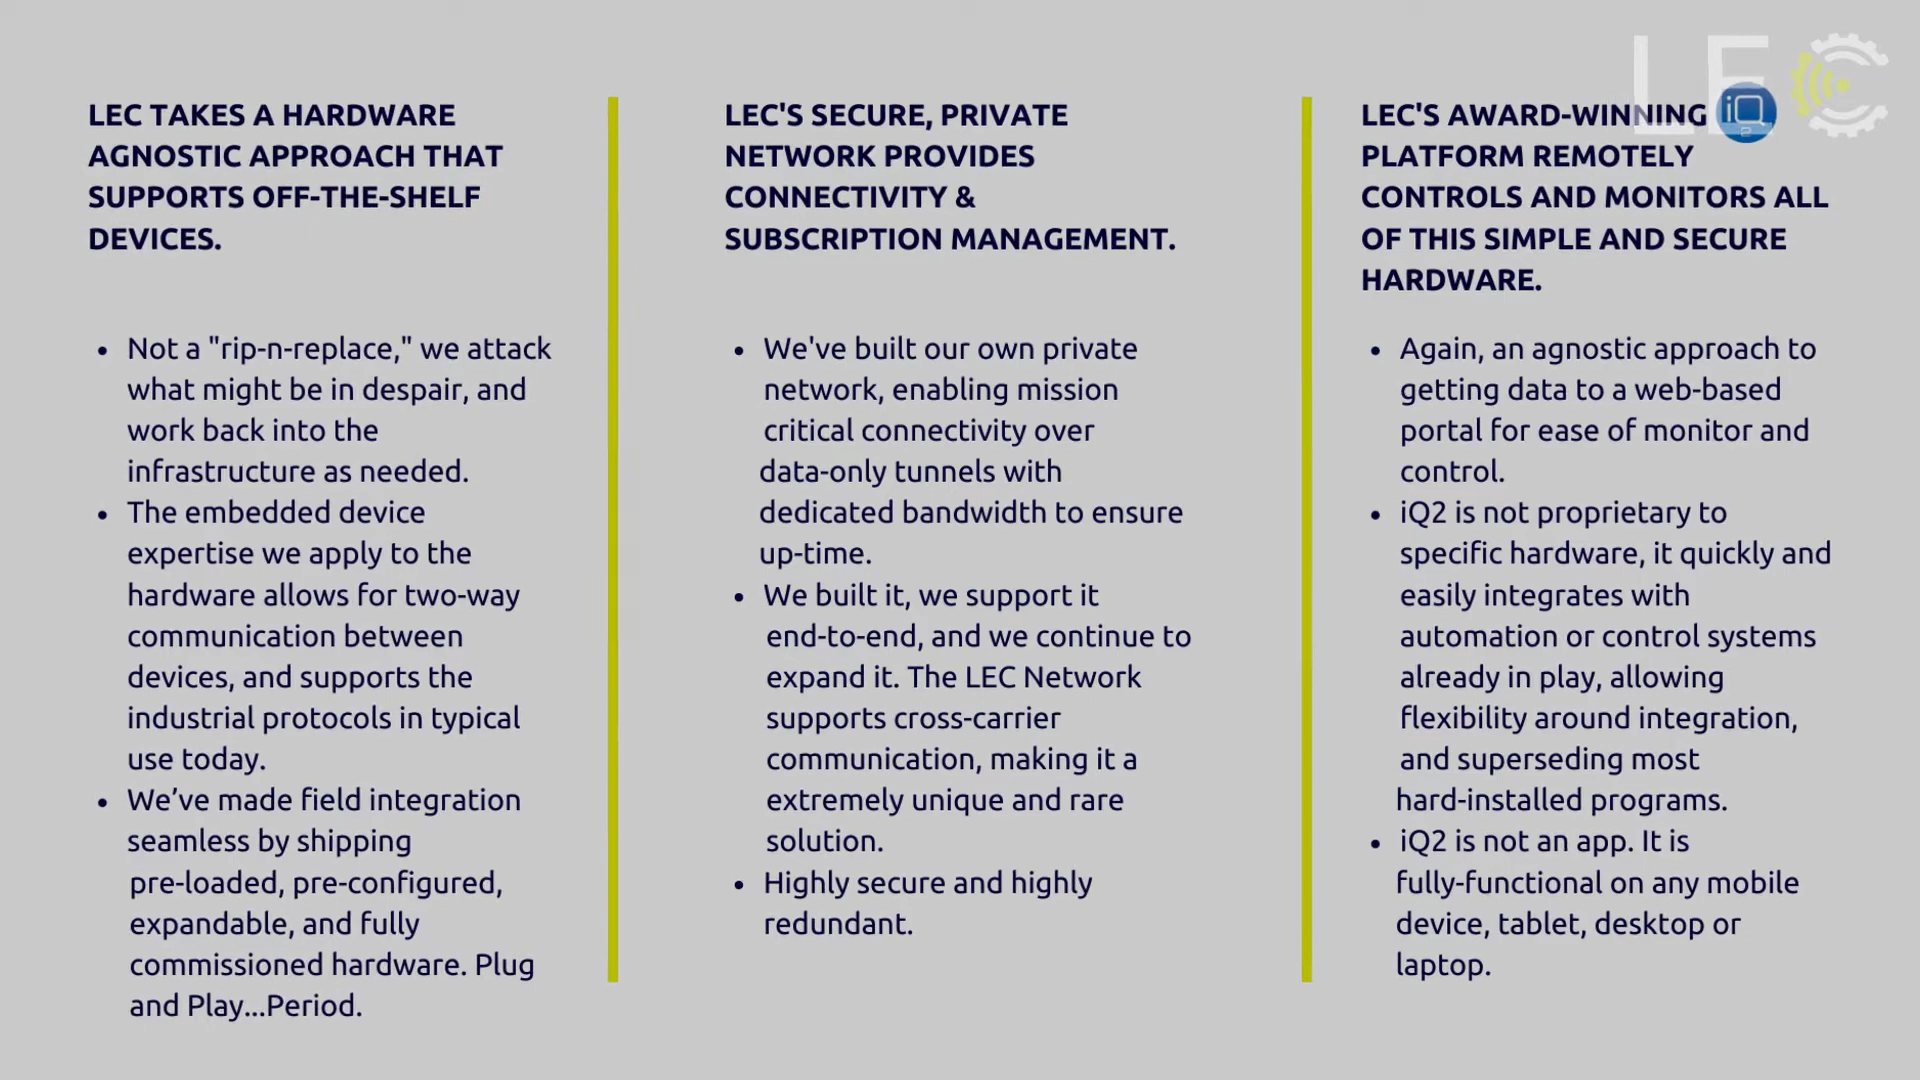 LEC TAKES A HARDWARE
AGNOSTIC APPROACH THAT
SUPPORTS OFF-THE-SHELF
DEVICES.
Not a "rip-n-replace," we attack
what might be in despair, and
work back into the
infrastructure as needed.
The embedded device
expertise we apply to the
hardware allows for two-way
communication between
devices, and supports the
industrial protocols in typical
use today.
We’ve made field integration
seamless by shipping
pre-loaded, pre-configured,
expandable, and fully
commissioned hardware. Plug
and Play...Period.
LEC'S SECURE, PRIVATE
NETWORK PROVIDES
CONNECTIVITY &
SUBSCRIPTION MANAGEMENT.
We've built our own private
network, enabling mission
critical connectivity over
data-only tunnels with
dedicated bandwidth to ensure
up-time.
We built it, we support it
end-to-end, and we continue to
expand it. The LEC Network
supports cross-carrier
communication, making it a
extremely unique and rare
solution.
Highly secure and highly
redundant.
LEC
LEC'S AWARD-WINNING iQ2
PLATFORM REMOTELY
CONTROLS AND MONITORS ALL
OF THIS SIMPLE AND SECURE
HARDWARE.
Again, an agnostic approach to
getting data to a web-based
portal for ease of monitor and
control.
iQ2 is not proprietary to
specific hardware, it quickly and
easily integrates with
automation or control systems
already in play, allowing
flexibility around integration,
and superseding most
hard-installed programs.
iQ2 is not an app. It is
fully-functional on any mobile
device, tablet, desktop or
laptop.